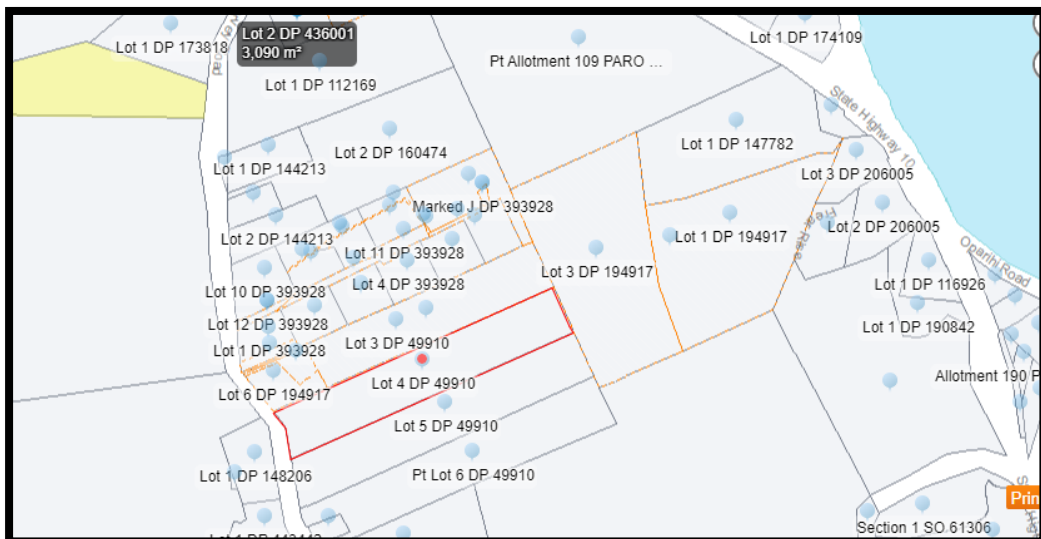 Lot 2 DP 436001
3,090 m²
Lot 1 DP 173818
Lot 1 DP 174109
Pt Allotment 109 PARO ...
Lot 1 DP 112169
State Highway 10
Lot 1 DP 147782
Lot 2 DP 160474
Lot 1 DP 144213
Lot 3 DP 206005
Marked J DP 393928
Lot 2 DP 144213
Lot 1 DP 194917
Lot 2 DP 206005
Lot 11 DP 393928
Oparihi Road
Lot 3 DP 194917
Lot 4 DP 393928
Lot 1 DP 116926
Lot 10 DP 393928
Lot 12 DP 393928
Lot 1 DP 190842
Lot 3 DP 49910
Lot 1 DP 393928
Allotment 190 P
Lot 4 DP 49910
Lot 6 DP 194917
Lot 5 DP 49910
Lot 1 DP 148206
Pt Lot 6 DP 49910
Prin
Section 1 SO 61306